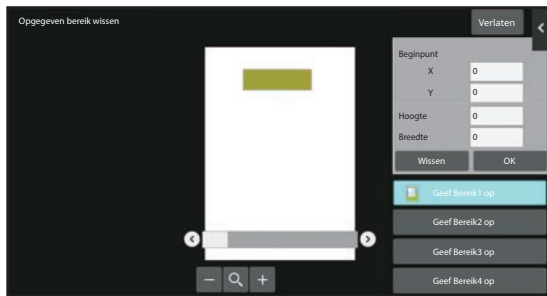 Opgegeven bereik wissen
Verlaten
Beginpunt
X 0
Y 0
Hoogte 0
Breedte 0
Wissen OK
Geef Bereik1 op
Geef Bereik2 op
Geef Bereik3 op
Geef Bereik4 op